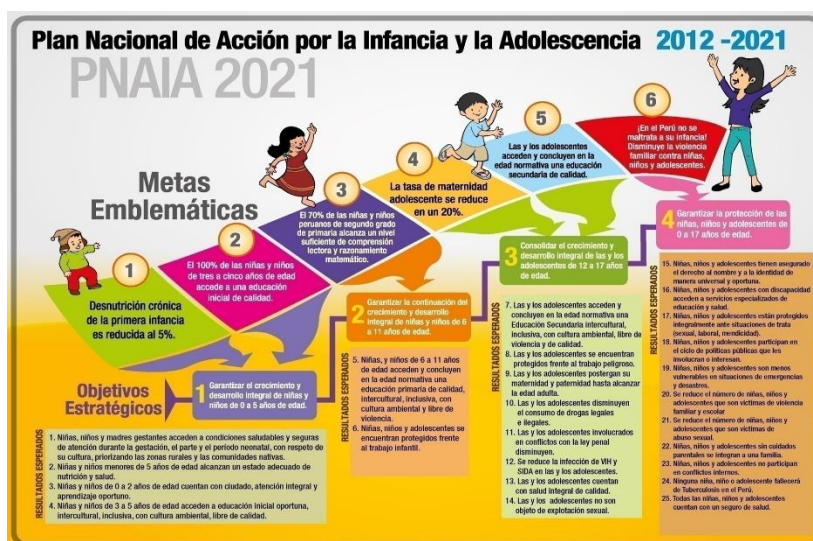 Plan Nacional de Acción por la Infancia y la Adolescencia 2012 -2021
PNAIA 2021
Metas
Emblemáticas
1
Desnutrición crónica
de la primera infancia
es reducida al 5%.
2
El 100% de las niñas y niños
de tres a cinco años de edad
accede a una educación
inicial de calidad.
3
El 70% de las niñas y niños
peruanos de segundo grado
de primaria alcanza un nivel
suficiente de comprensión
lectora y razonamiento
matemático.
4
La tasa de maternidad
adolescente se reduce
en un 20%.
5
Las y los adolescentes
acceden y concluyen en la
edad normativa una educación
secundaria de calidad.
6
¡En el Perú no se
maltrata a su infancia!
Disminuye la violencia
familiar contra niñas,
niños y adolescentes.
Objetivos
Estratégicos
1
Garantizar el crecimiento y
desarrollo integral de niñas y
niños de 0 a 5 años de edad.
RESULTADOS ESPERADOS
1. Niñas, niños y madres gestantes acceden a condiciones saludables y seguras
de atención durante la gestación, el parte y el período neonatal, con respeto de
su cultura, priorizando las zonas rurales y las comunidades nativas.
2. Niñas y niños menores de 5 años de edad alcanzan un estado adecuado de
nutrición y salud.
3. Niñas y niños de 0 a 2 años de edad cuentan con ciudado, atención integral y
aprendizaje oportuno.
4. Niñas y niños de 3 a 5 años de edad acceden a educación inicial oportuna,
intercultural, inclusiva, con cultura ambiental, libre de calidad.
2
Garantizar la continuación del
crecimiento y desarrollo
integral de niñas y niños de 6
a 11 años de edad.
RESULTADOS ESPERADOS
5. Niñas, y niños de 6 a 11 años
de edad acceden y concluyen
en la edad normativa una
educación primaria de calidad,
intercultural, inclusiva, con
cultura ambiental y libre de
violencia.
6. Niñas, niños y adolescentes se
encuentran protegidos frente
al trabajo infantil.
3
Consolidar el crecimiento y
desarrollo integral de las y los
adolescentes de 12 a 17 años
de edad.
RESULTADOS ESPERADOS
7. Las y los adolescentes acceden y
concluyen en la edad normativa una
Educación Secundaria intercultural,
inclusiva, con cultura ambiental, libre de
violencia y de calidad.
8. Las y los adolescentes se encuentran
protegidos frente al trabajo peligroso.
9. Las y los adolescentes postergan su
maternidad y paternidad hasta alcanzar
la edad adulta.
10. Las y los adolescentes disminuyen
el consumo de drogas legales
e ilegales.
11. Las y los adolescentes involucrados
en conflictos con la ley penal
disminuyen.
12. Se reduce la infección de VIH y
SIDA en las y los adolescentes.
13. Las y los adolescentes cuentan
con salud integral de calidad.
14. Las y los adolescentes no son
objeto de explotación sexual.
4
Garantizar la protección de las
niñas, niños y adolescentes de
0 a 17 años de edad.
RESULTADOS ESPERADOS
15. Niñas, niños y adolescentes tienen asegurado
el derecho al nombre y a la identidad de
manera universal y oportuna.
16. Niñas, niños y adolescentes con discapacidad
acceden a servicios especializados de
educación y salud.
17. Niñas, niños y adolescentes están protegidos
integralmente ante situaciones de trata
(sexual, laboral, mendicidad).
18. Niñas, niños y adolescentes participan en
el ciclo de políticas públicas que les
involucran o interesan.
19. Niñas, niños y adolescentes son menos
vulnerables en situaciones de emergencias
y desastres.
20. Se reduce el número de niñas, niños y
adolescentes que son víctimas de violencia
familiar y escolar
21. Se reduce el número de niñas, niños y
adolescentes que son víctimas de
abuso sexual.
22. Niñas, niños y adolescentes sin cuidados
parentales se integran a una familia.
23. Niñas, niños y adolescentes no participan en
conflictos internos.
24. Ninguna niña, niño o adolescente fallecerá
de Tuberculosis en el Perú.
25. Todas las niñas, niños y adolescentes
cuentan con un seguro de salud.